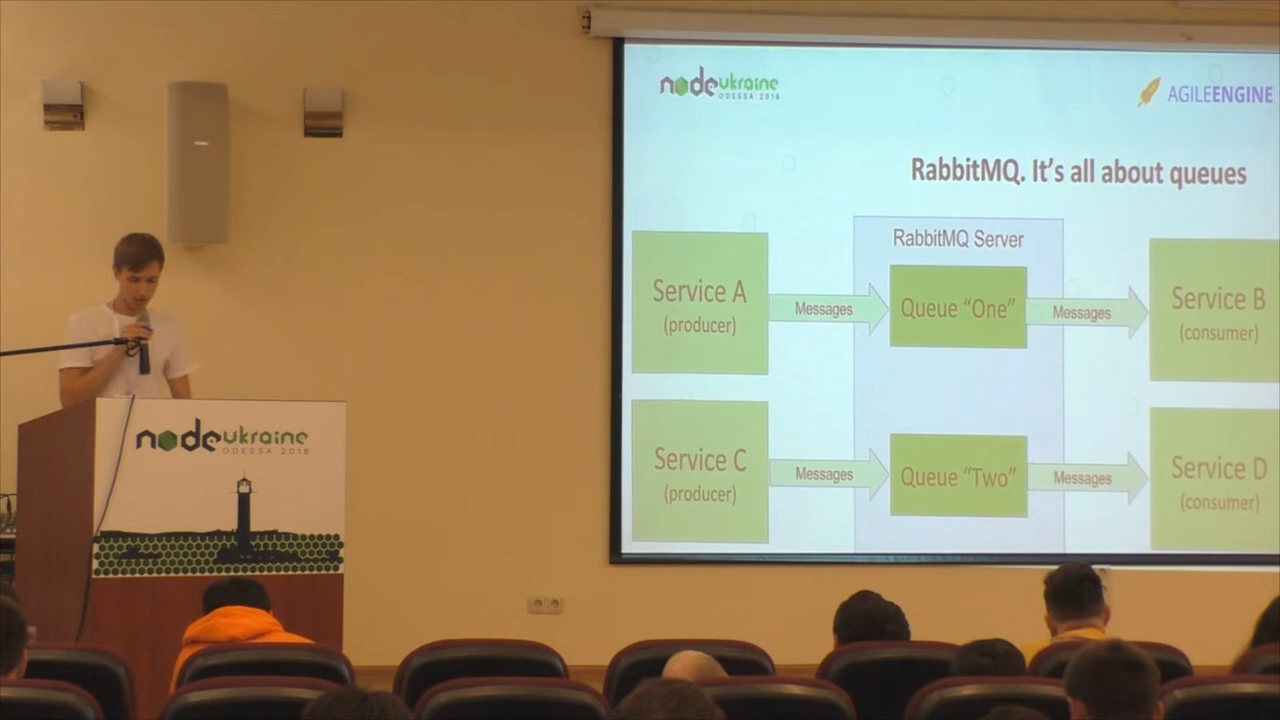 nodeukraine
ODESSA 2018
AGILEENGINE
RabbitMQ. It's all about queues
RabbitMQ Server
Service A
(producer)
Messages
Queue “One”
Messages
Service B
(consumer)
Service C
(producer)
Messages
Queue “Two”
Messages
Service D
(consumer)
nodeukraine
ODESSA 2018